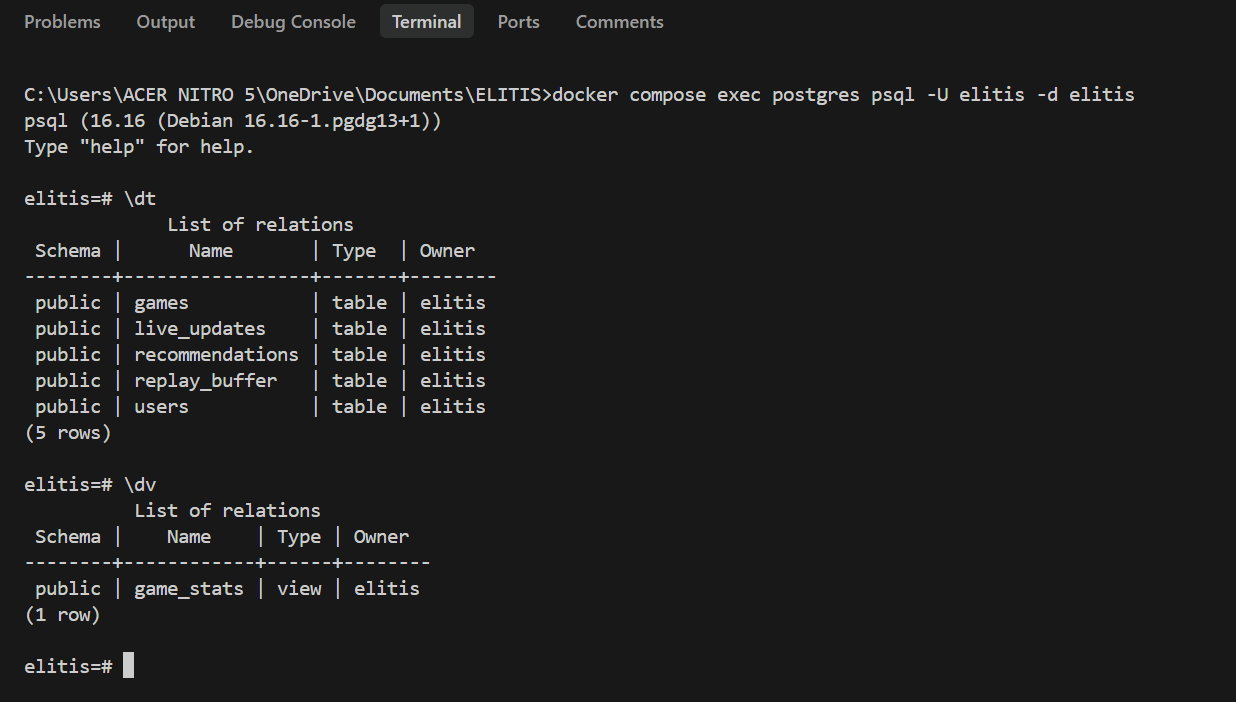 Problems Output Debug Console Terminal Ports Comments
C:\Users\ACER NITRO 5\OneDrive\Documents\ELITIS>docker compose exec postgres psql -U elitis -d elitis
psql (16.16 (Debian 16.16-1.pgdg13+1))
Type "help" for help.
elitis=# \dt
             List of relations
 Schema |      Name       | Type  | Owner
--------+-----------------+-------+--------
 public | games           | table | elitis
 public | live_updates    | table | elitis
 public | recommendations | table | elitis
 public | replay_buffer   | table | elitis
 public | users           | table | elitis
(5 rows)
elitis=# \dv
          List of relations
 Schema |    Name    | Type | Owner
--------+------------+------+--------
 public | game_stats | view | elitis
(1 row)
elitis=#